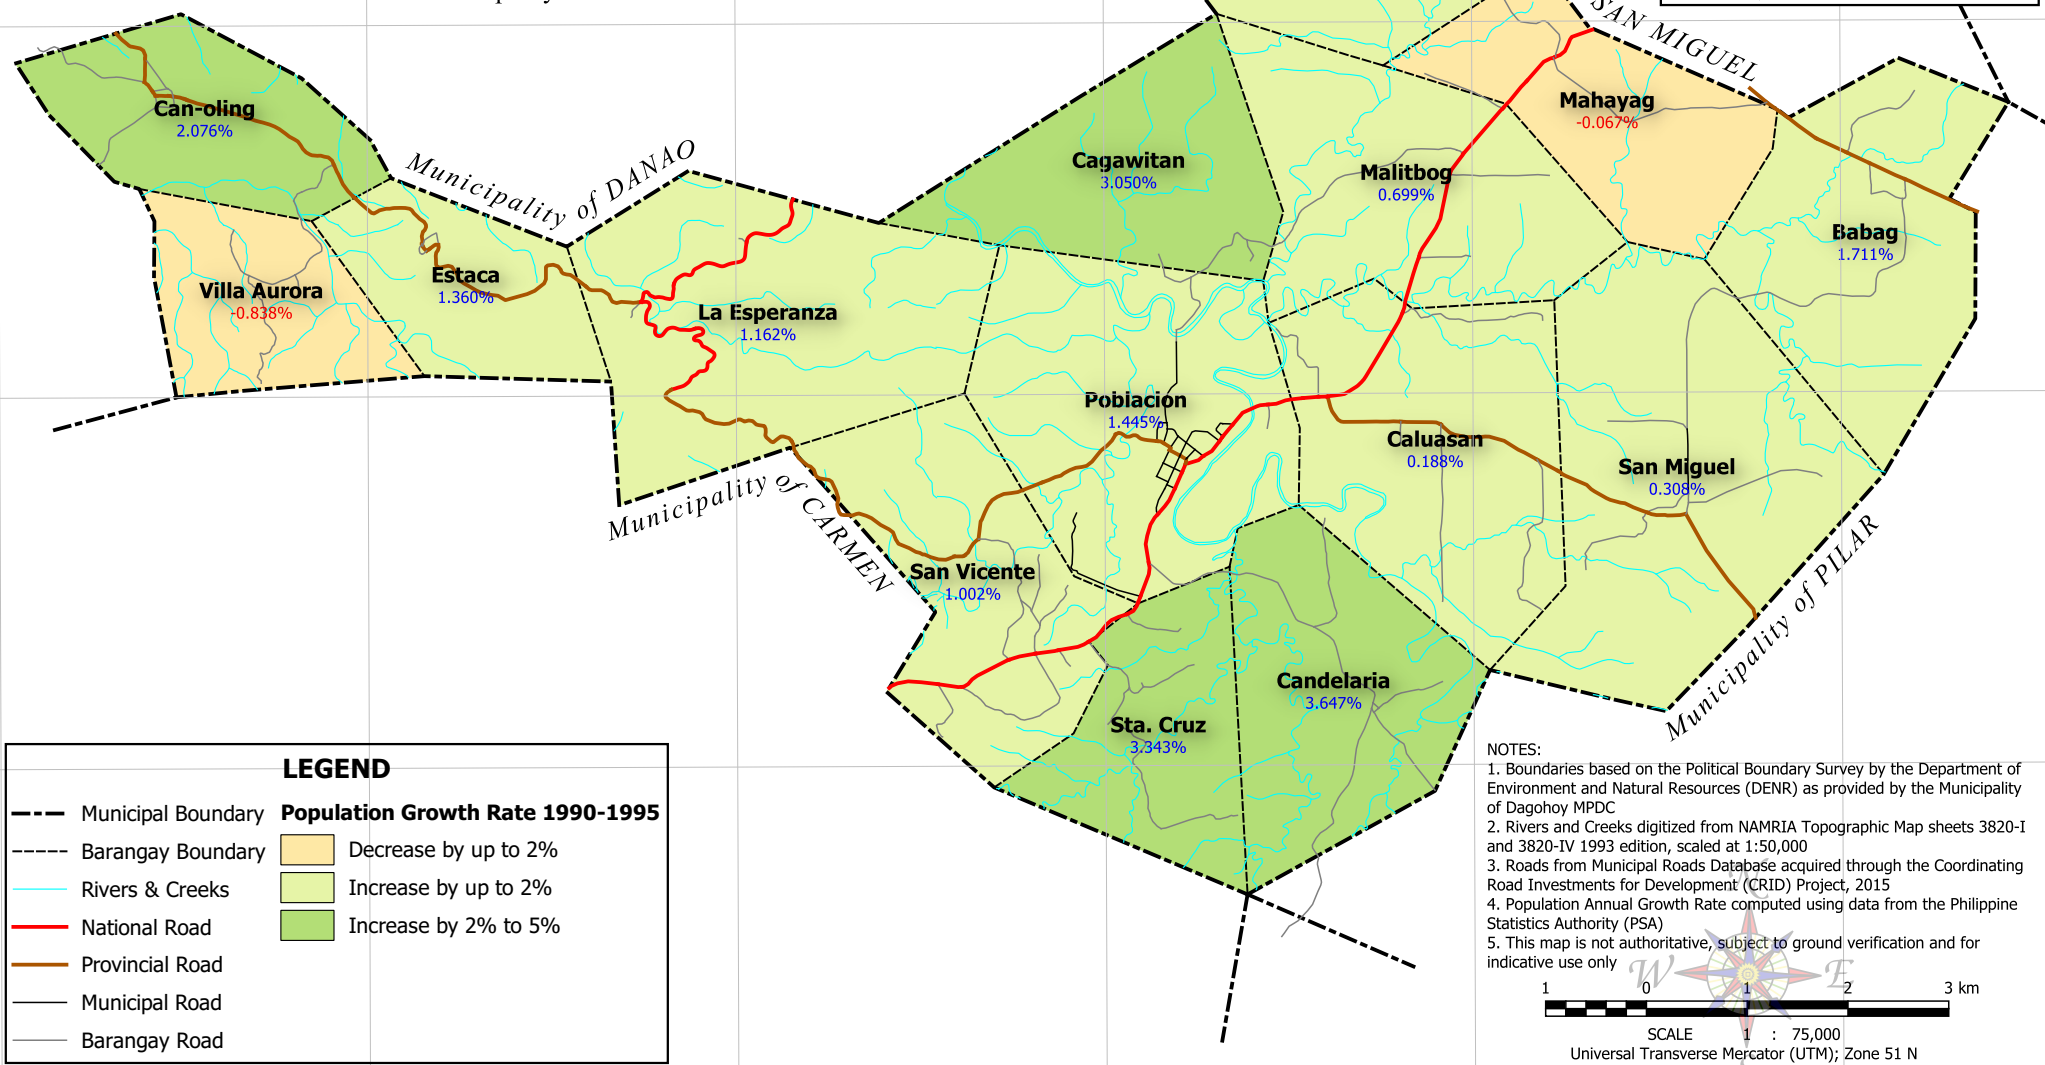 SAN MIGUEL
Can-oling
2.076%
Mahayag
-0.067%
Municipality of DANAO
Cagawitan
3.050%
Malitbog
0.699%
Babag
1.711%
Villa Aurora
-0.838%
Estaca
1.360%
La Esperanza
1.162%
Poblacion
1.445%
Caluasan
0.188%
San Miguel
0.308%
Municipality of CARMEN
San Vicente
1.002%
Municipality of PILAR
Candelaria
3.647%
Sta. Cruz
3.343%
LEGEND
Municipal Boundary
Barangay Boundary
Rivers & Creeks
National Road
Provincial Road
Municipal Road
Barangay Road
Population Growth Rate 1990-1995
Decrease by up to 2%
Increase by up to 2%
Increase by 2% to 5%
NOTES:
1. Boundaries based on the Political Boundary Survey by the Department of
Environment and Natural Resources (DENR) as provided by the Municipality
of Dagohoy MPDC
2. Rivers and Creeks digitized from NAMRIA Topographic Map sheets 3820-I
and 3820-IV 1993 edition, scaled at 1:50,000
3. Roads from Municipal Roads Database acquired through the Coordinating
Road Investments for Development (CRID) Project, 2015
4. Population Annual Growth Rate computed using data from the Philippine
Statistics Authority (PSA)
5. This map is not authoritative, subject to ground verification and for
indicative use only
N
W E
1 0 1 2 3 km
SCALE 1 : 75,000
Universal Transverse Mercator (UTM); Zone 51 N